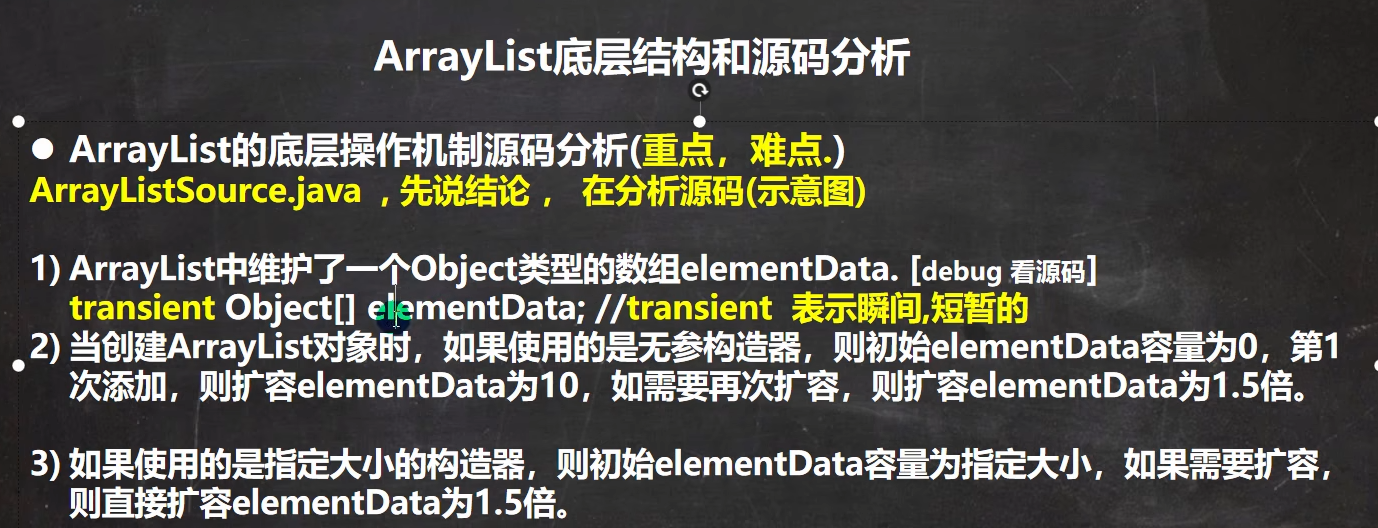 ArrayList底层结构和源码分析
● ArrayList的底层操作机制源码分析(重点，难点.)
ArrayListSource.java ，先说结论， 在分析源码(示意图)
1) ArrayList中维护了一个Object类型的数组elementData. [debug 看源码]
transient Object[] elementData; //transient 表示瞬间,短暂的
2) 当创建ArrayList对象时，如果使用的是无参构造器，则初始elementData容量为0，第1
次添加，则扩容elementData为10，如需要再次扩容，则扩容elementData为1.5倍。
3) 如果使用的是指定大小的构造器，则初始elementData容量为指定大小，如果需要扩容，
则直接扩容elementData为1.5倍。